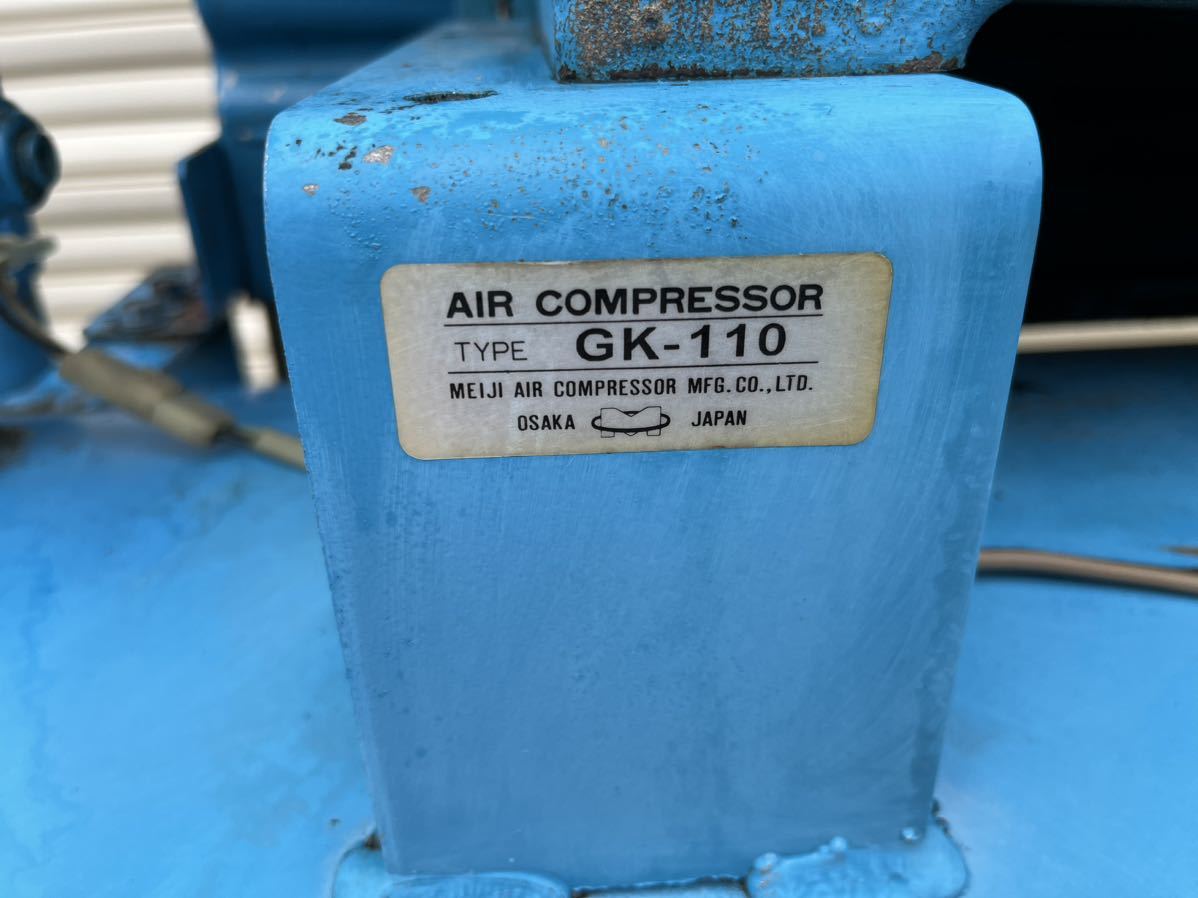 AIR COMPRESSOR
TYPE GK-110
MEIJI AIR COMPRESSOR MFG. CO., LTD.
OSAKA JAPAN